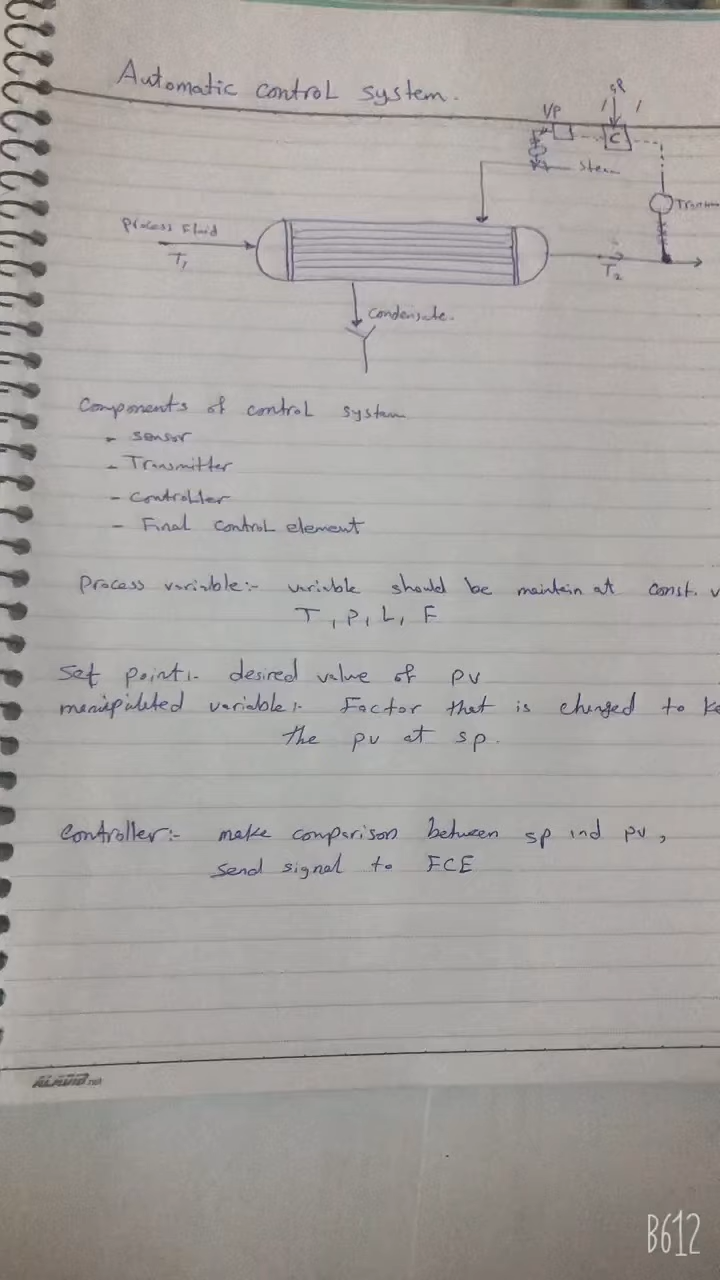 Automatic control system.
SP
VP
C
Steam
Process Fluid
T1
T2
Condensate.
Components of control system
- sensor
- Transmitter
- controller
- Final control element
Process variable:- variable should be maintain at const.
T, P, L, F
Set point:- desired value of pv
manipulated variable:- Factor that is changed to
the pv at sp.
Controller:- make comparison between sp ind pv,
send signal to FCE
B612